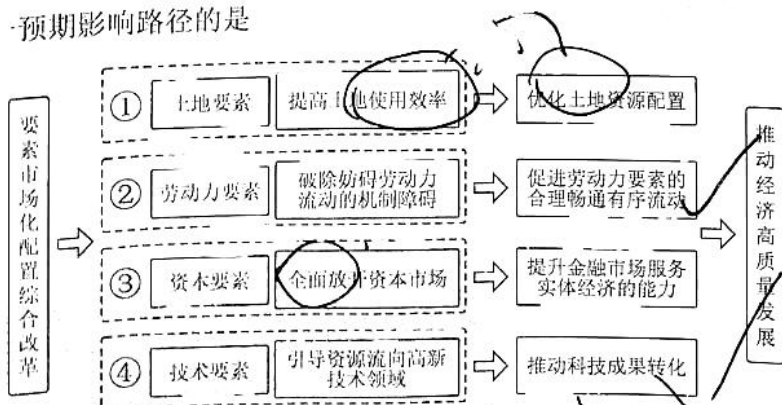 预期影响路径的是
要素市场化配置综合改革
① 土地要素 提高土地使用效率 优化土地资源配置
② 劳动力要素 破除妨碍劳动力
流动的机制障碍 促进劳动力要素的
合理畅通有序流动
③ 资本要素 全面放开资本市场 提升金融市场服务
实体经济的能力
④ 技术要素 引导资源流向高新
技术领域 推动科技成果转化
推动经济高质量发展